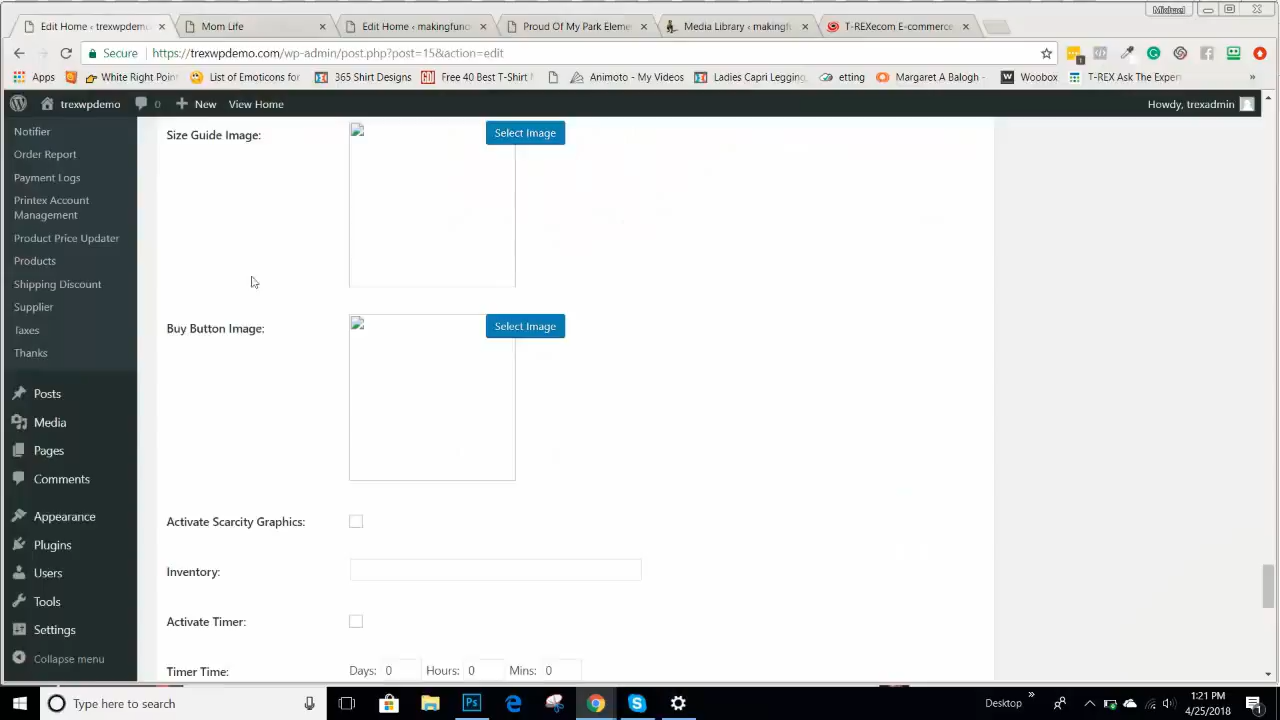 Michael
Edit Home ‹ trexwpdemo
Mom Life
Edit Home ‹ makingfunds
Proud Of My Park Eleme
Media Library ‹ makingf
T-REXecom E-commerce
Secure https://trexwpdemo.com/wp-admin/post.php?post=15&action=edit
Apps White Right Poin List of Emoticons for 365 Shirt Designs Free 40 Best T-Shirt Animoto - My Videos Ladies Capri Legging etting Margaret A Balogh - Woobox T-REX Ask The Exper »
trexwpdemo 0 New View Home Howdy, trexadmin
Notifier
Order Report
Payment Logs
Printex Account
Management
Product Price Updater
Products
Shipping Discount
Supplier
Taxes
Thanks
Posts
Media
Pages
Comments
Appearance
Plugins
Users
Tools
Settings
Collapse menu
Size Guide Image: Select Image
Buy Button Image: Select Image
Activate Scarcity Graphics:
Inventory:
Activate Timer:
Timer Time: Days: 0 Hours: 0 Mins: 0
Type here to search
Desktop »
1:21 PM
4/25/2018